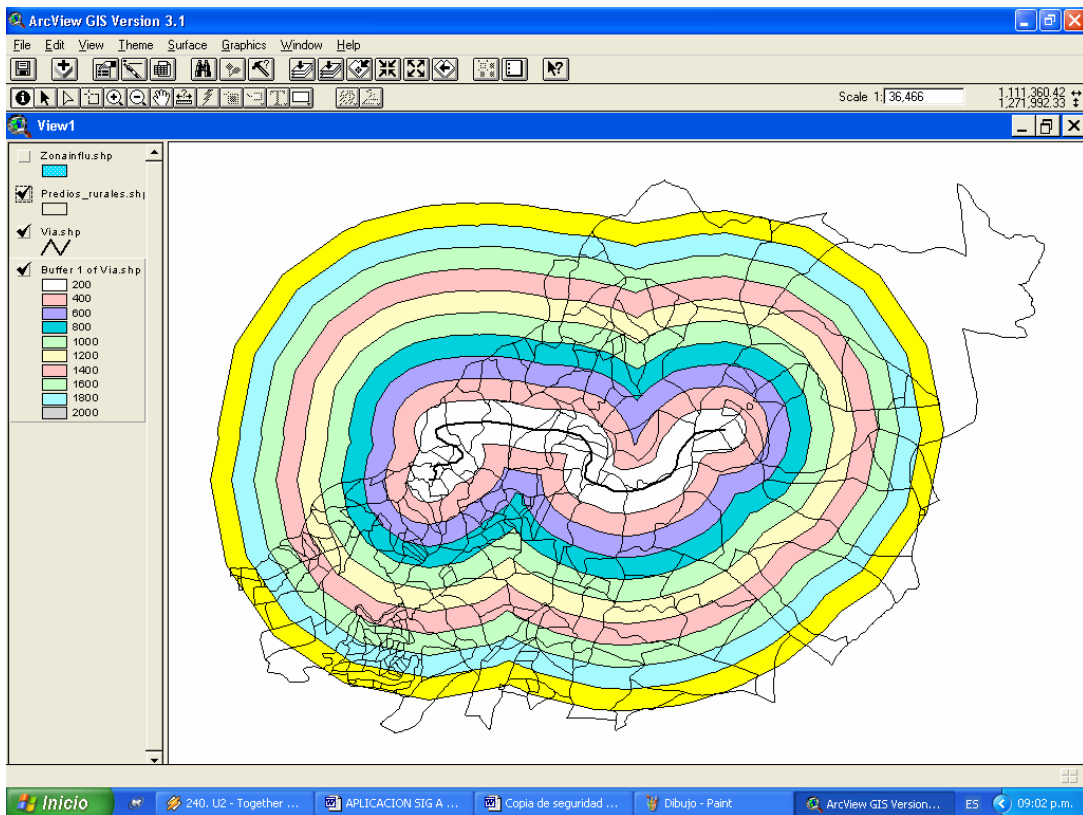 ArcView GIS Version 3.1
File Edit View Theme Surface Graphics Window Help
Scale 1: 36,466
1,111,360.42
1,271,992.33
View1
Zonainflu.shp
Predios_rurales.shp
Via.shp
Buffer 1 of Via.shp
200
400
600
800
1000
1200
1400
1600
1800
2000
Inicio
240. U2 - Together ...
APLICACION SIG A ...
Copia de seguridad ...
Dibujo - Paint
ArcView GIS Version...
ES
09:02 p.m.